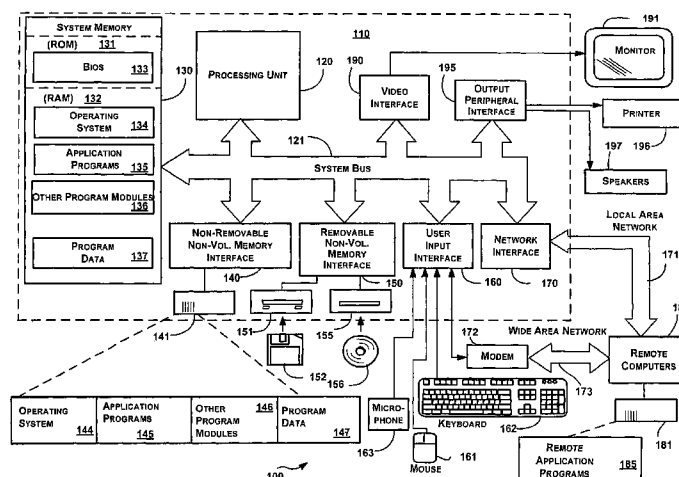 SYSTEM MEMORY
(ROM) 131
BIOS 133
(RAM) 132
OPERATING
SYSTEM 134
APPLICATION
PROGRAMS 135
OTHER PROGRAM MODULES
136
PROGRAM
DATA 137
130
PROCESSING UNIT
120
110
190
VIDEO
INTERFACE
195
OUTPUT
PERIPHERAL
INTERFACE
191
MONITOR
PRINTER
196
197
SPEAKERS
121
SYSTEM BUS
NON-REMOVABLE
NON-VOL. MEMORY
INTERFACE
140
REMOVABLE
NON-VOL.
MEMORY
INTERFACE
150
USER
INPUT
INTERFACE
160
NETWORK
INTERFACE
170
LOCAL AREA
NETWORK
171
141
151
152
155
156
172
MODEM
WIDE AREA NETWORK
173
REMOTE
COMPUTERS
181
REMOTE
APPLICATION
PROGRAMS 185
KEYBOARD
162
MICRO-
PHONE
163
MOUSE
161
OPERATING
SYSTEM 144
APPLICATION
PROGRAMS
145
OTHER
PROGRAM
MODULES
146
PROGRAM
DATA
147